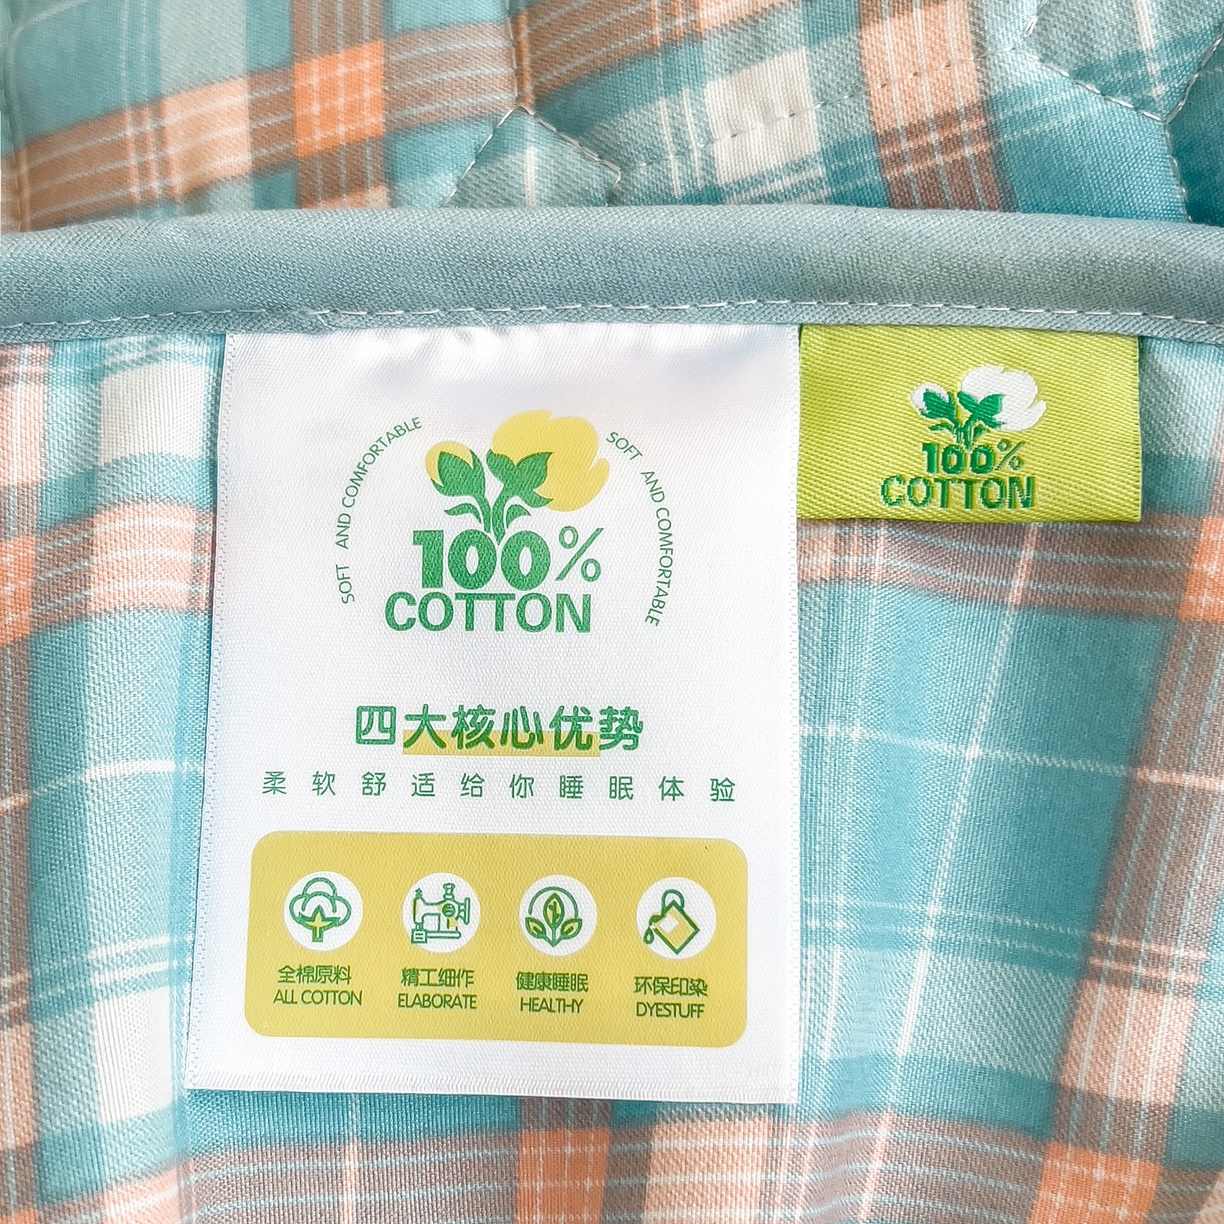 SOFT AND COMFORTABLE
SOFT AND COMFORTABLE
100%
COTTON
100%
COTTON
四大核心优势
柔软舒适给你睡眠体验
全棉原料 精工细作 健康睡眠 环保印染
ALL COTTON ELABORATE HEALTHY DYESTUFF